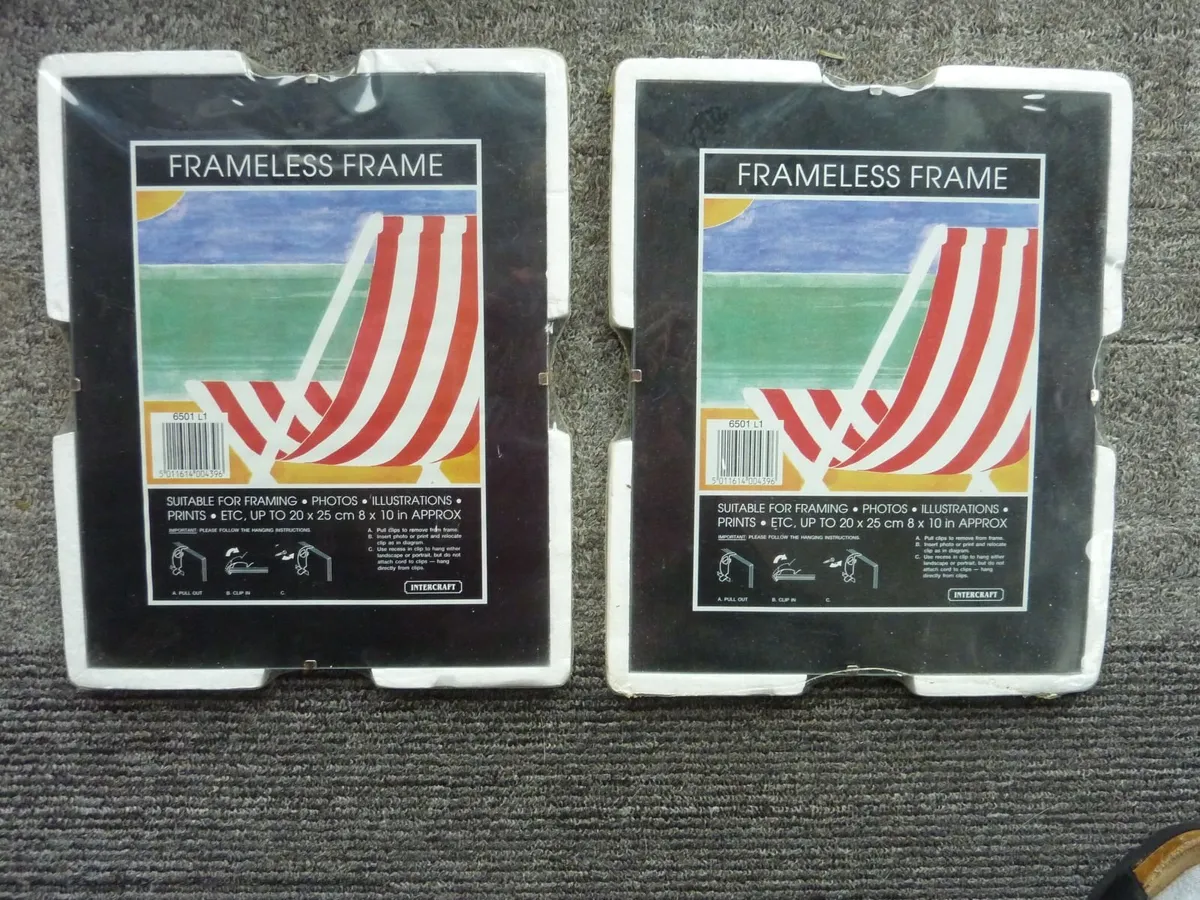 FRAMELESS FRAME
6501 L1
5 011614 004396
SUITABLE FOR FRAMING • PHOTOS • ILLUSTRATIONS •
PRINTS • ETC, UP TO 20 x 25 cm 8 x 10 in APPROX
IMPORTANT: PLEASE FOLLOW THE HANGING INSTRUCTIONS.
A. PULL OUT
B. CLIP IN
C.
A. Pull clips to remove from frame.
B. Insert photo or print and relocate
clip as in diagram.
C. Use recess in clip to hang either
landscape or portrait, but do not
attach cord to clips — hang
directly from clips.
INTERCRAFT
FRAMELESS FRAME
6501 L1
5 011614 004396
SUITABLE FOR FRAMING • PHOTOS • ILLUSTRATIONS •
PRINTS • ETC, UP TO 20 x 25 cm 8 x 10 in APPROX
IMPORTANT: PLEASE FOLLOW THE HANGING INSTRUCTIONS.
A. PULL OUT
B. CLIP IN
C.
A. Pull clips to remove from frame.
B. Insert photo or print and relocate
clip as in diagram.
C. Use recess in clip to hang either
landscape or portrait, but do not
attach cord to clips — hang
directly from clips.
INTERCRAFT